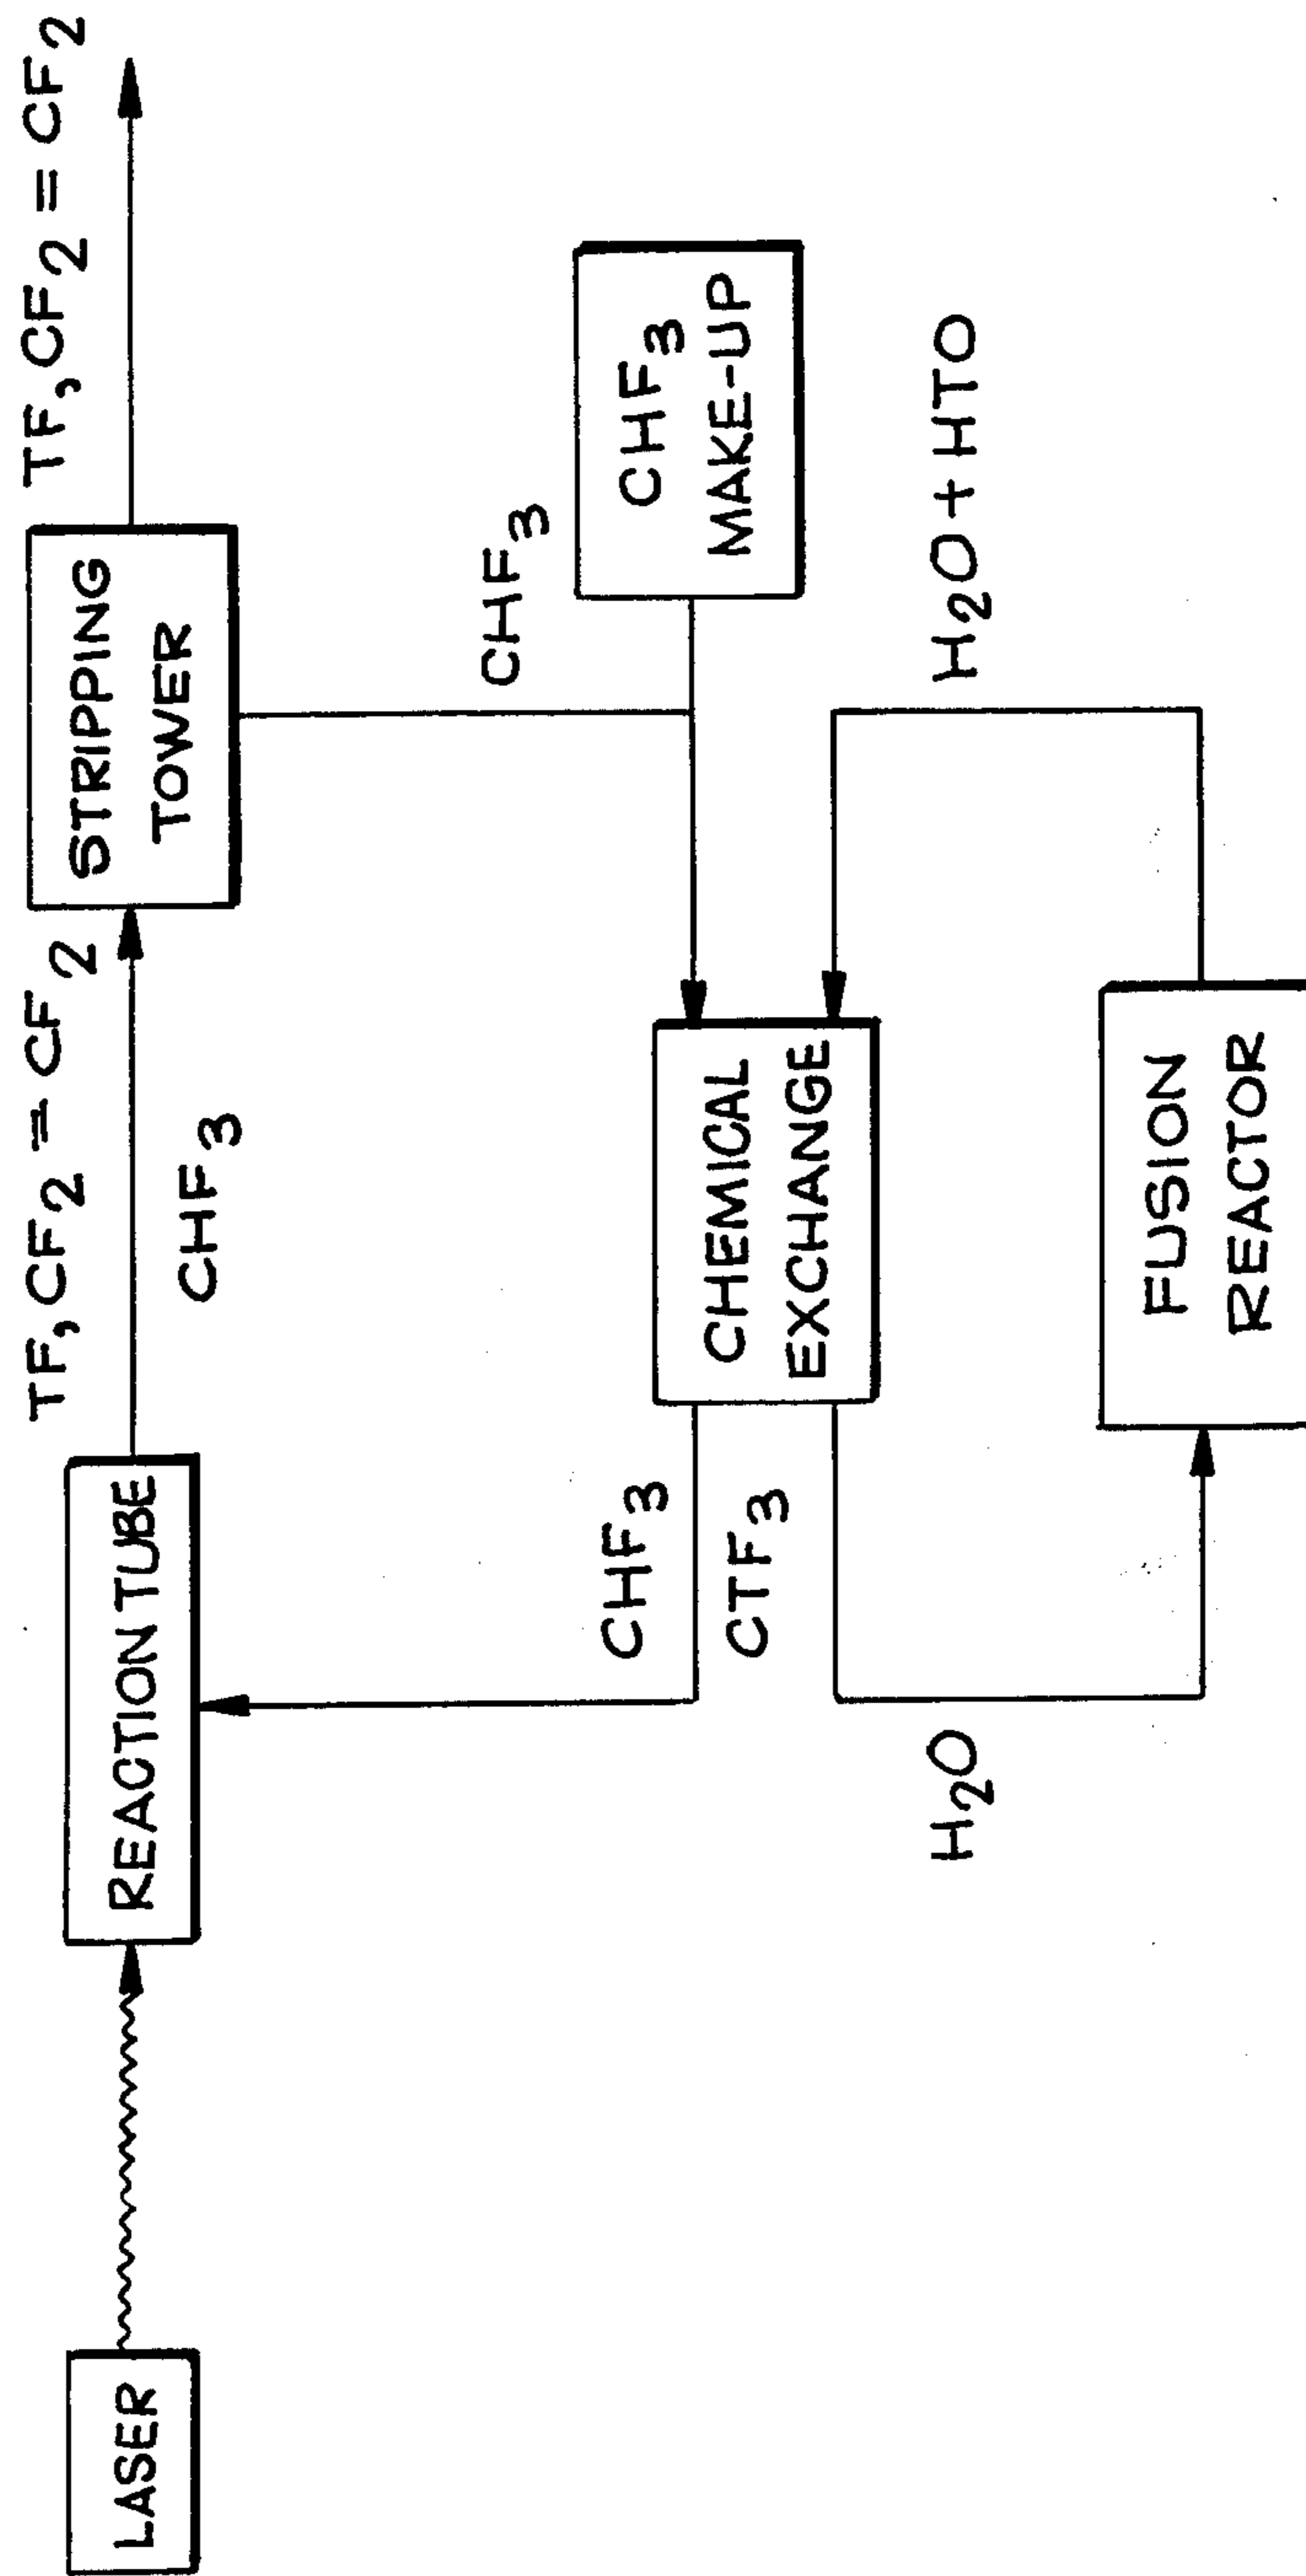 LASER
REACTION TUBE
TF, CF₂ = CF₂
CHF₃
STRIPPING
TOWER
TF, CF₂ = CF₂
CHF₃
CHF₃
MAKE-UP
CHF₃
CTF₃
CHEMICAL
EXCHANGE
H₂O
H₂O + HTO
FUSION
REACTOR